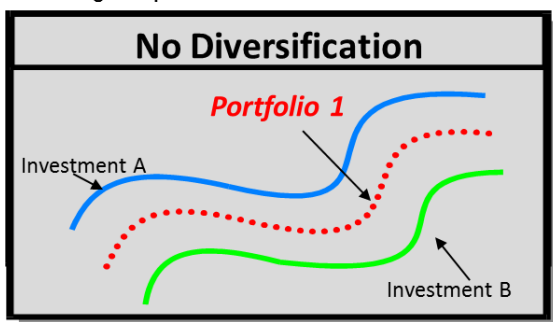 No Diversification
Portfolio 1
Investment A
Investment B